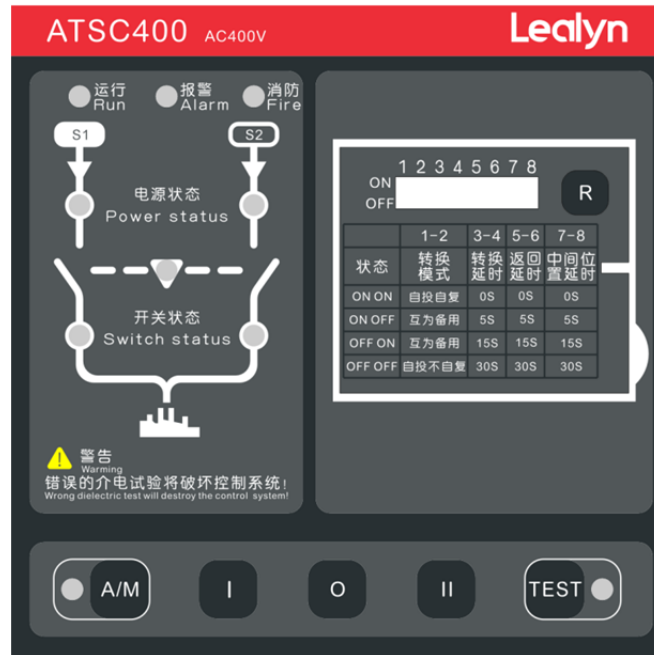 ATSC400 AC400V
Lealyn
运行 报警 消防
Run Alarm Fire
S1 S2
电源状态
Power status
开关状态
Switch status
警告
Warming
错误的介电试验将破坏控制系统!
Wrong dielectric test will destroy the control system!
1 2 3 4 5 6 7 8
ON
OFF
R
1-2 3-4 5-6 7-8
状态 转换模式 转换延时 返回延时 中间位置延时
ON ON 自投自复 0S 0S 0S
ON OFF 互为备用 5S 5S 5S
OFF ON 互为备用 15S 15S 15S
OFF OFF 自投不自复 30S 30S 30S
A/M I O II TEST